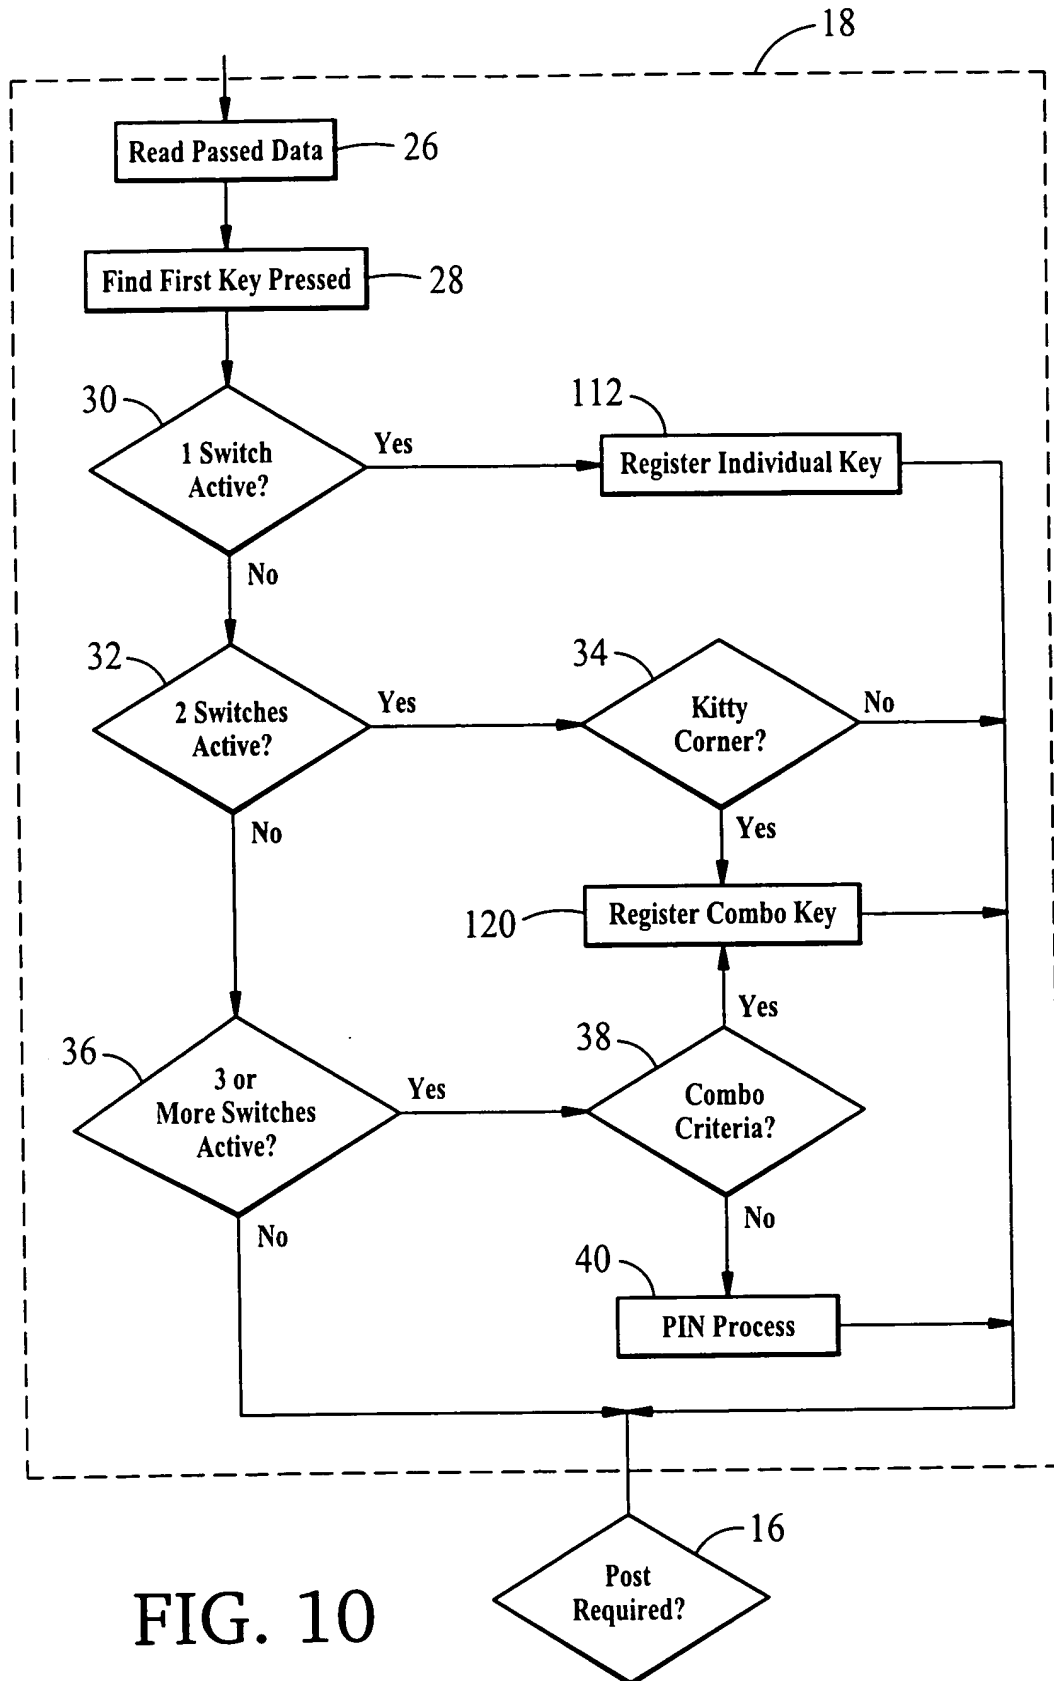 18
Read Passed Data
26
Find First Key Pressed
28
30
1 Switch
Active?
Yes
112
Register Individual Key
No
32
2 Switches
Active?
Yes
34
Kitty
Corner?
No
No
Yes
120
Register Combo Key
Yes
36
3 or
More Switches
Active?
Yes
38
Combo
Criteria?
No
No
40
PIN Process
16
Post
Required?
FIG. 10